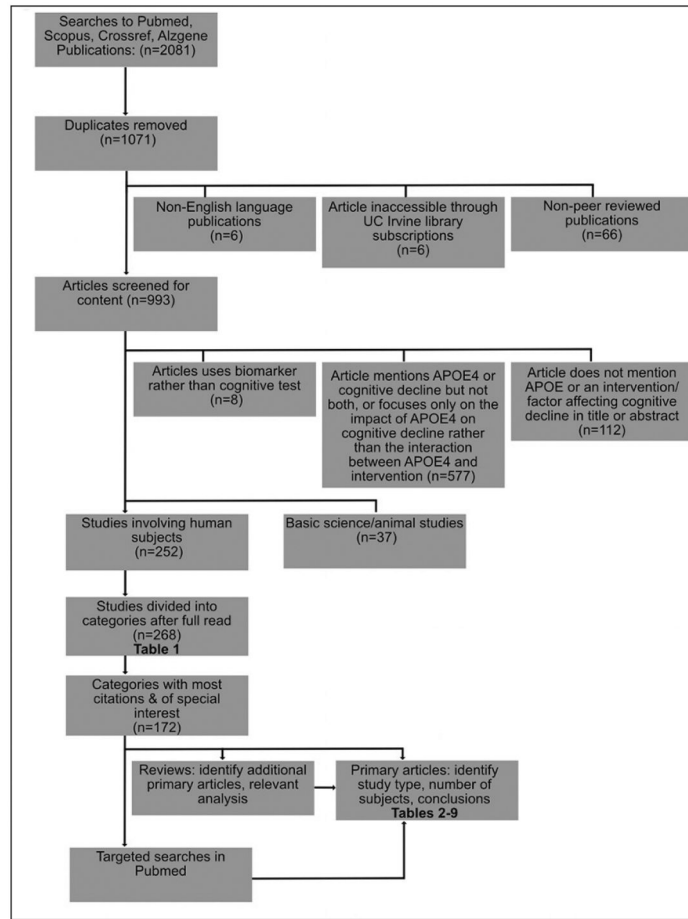 Searches to Pubmed,
Scopus, Crossref, Alzgene
Publications: (n=2081)
Duplicates removed
(n=1071)
Non-English language
publications
(n=6)
Article inaccessible through
UC Irvine library
subscriptions
(n=6)
Non-peer reviewed
publications
(n=66)
Articles screened for
content (n=993)
Articles uses biomarker
rather than cognitive test
(n=8)
Article mentions APOE4 or
cognitive decline but not
both, or focuses only on the
impact of APOE4 on
cognitive decline rather
than the interaction
between APOE4 and
intervention (n=577)
Article does not mention
APOE or an intervention/
factor affecting cognitive
decline in title or abstract
(n=112)
Studies involving human
subjects
(n=252)
Basic science/animal studies
(n=37)
Studies divided into
categories after full read
(n=268)
Table 1
Categories with most
citations & of special
interest
(n=172)
Reviews: identify additional
primary articles, relevant
analysis
Primary articles: identify
study type, number of
subjects, conclusions
Tables 2-9
Targeted searches in
Pubmed